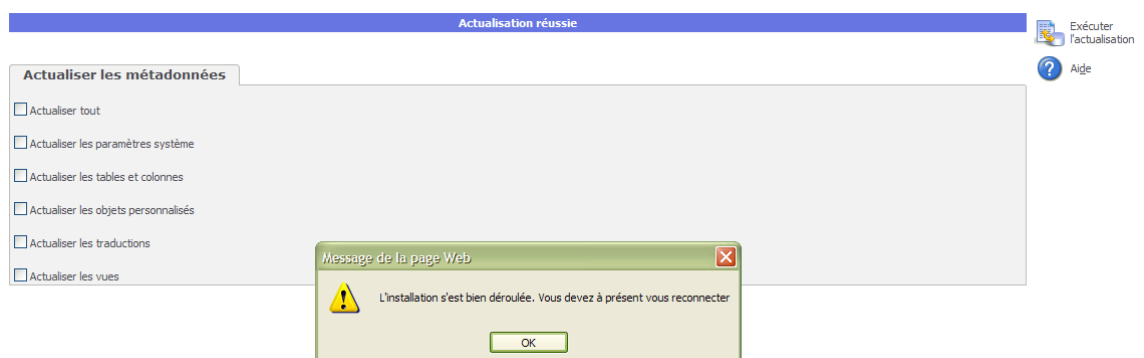 Actualisation réussie
Exécuter
l'actualisation
Aide
Actualiser les métadonnées
Actualiser tout
Actualiser les paramètres système
Actualiser les tables et colonnes
Actualiser les objets personnalisés
Actualiser les traductions
Actualiser les vues
Message de la page Web
L'installation s'est bien déroulée. Vous devez à présent vous reconnecter
OK